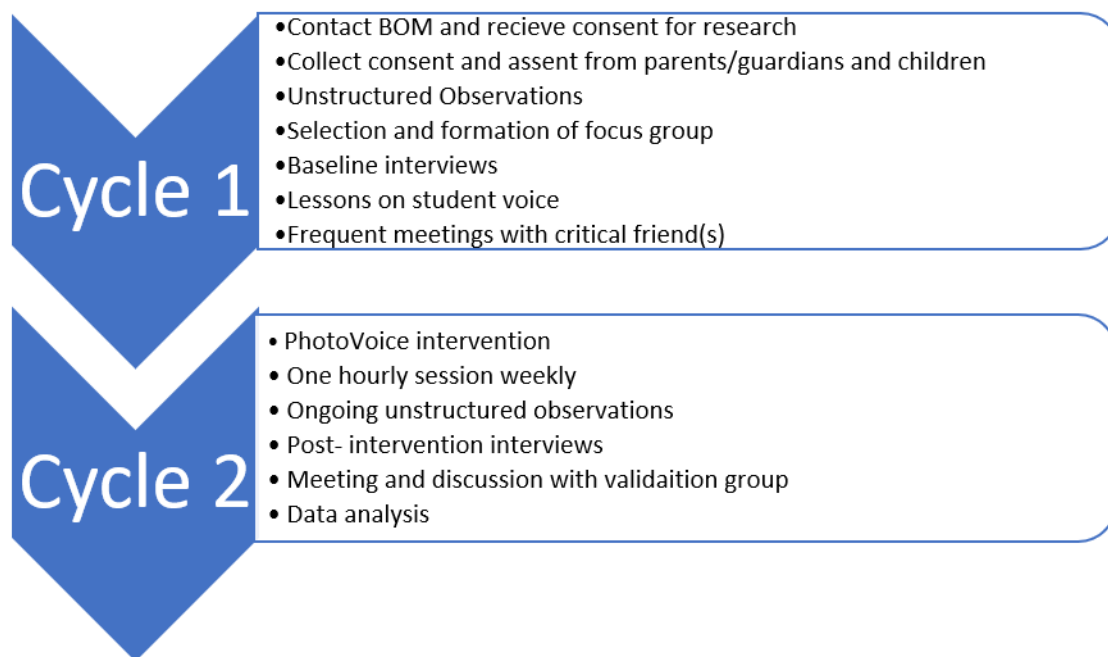 Cycle 1
•Contact BOM and recieve consent for research
•Collect consent and assent from parents/guardians and children
•Unstructured Observations
•Selection and formation of focus group
•Baseline interviews
•Lessons on student voice
•Frequent meetings with critical friend(s)
Cycle 2
• PhotoVoice intervention
• One hourly session weekly
• Ongoing unstructured observations
• Post- intervention interviews
• Meeting and discussion with validaition group
• Data analysis